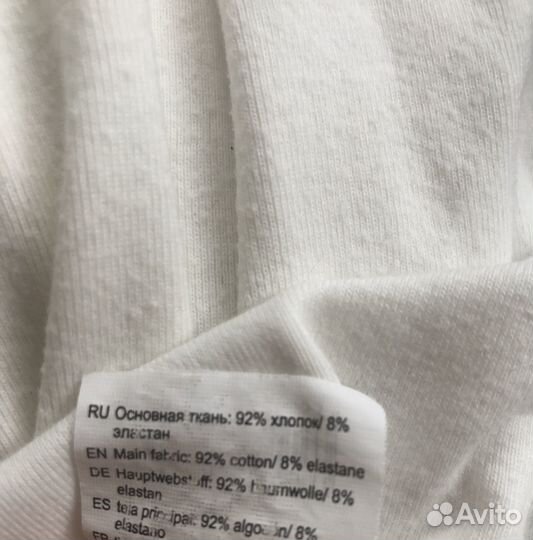 RU Основная ткань: 92% хлопок/ 8%
эластан
EN Main fabric: 92% cotton/ 8% elastane
DE Hauptwebstoff: 92% baumwolle/ 8%
elastan
ES tela principal: 92% algodón/ 8%
elastano
FR
Avito